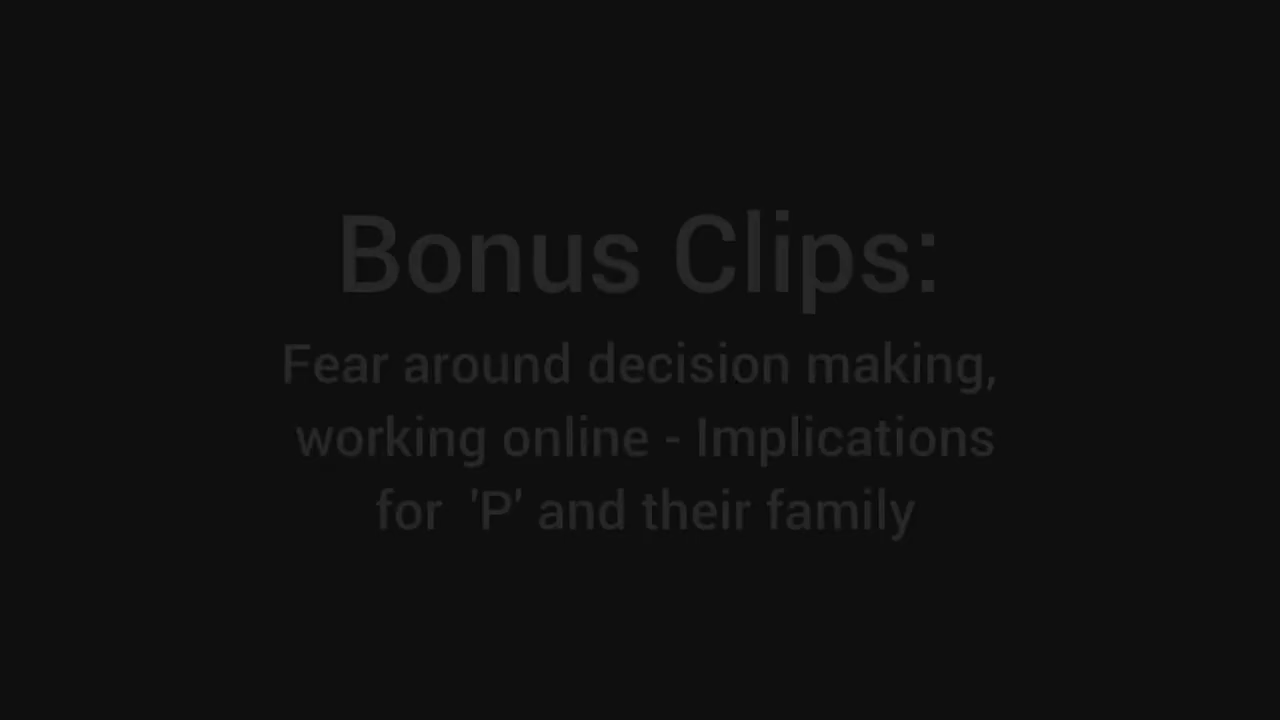 Bonus Clips:
Fear around decision making,
working online - Implications
for 'P' and their family